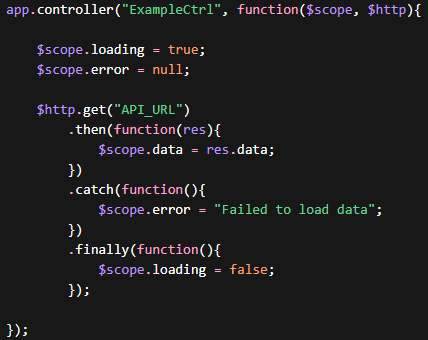 app.controller("ExampleCtrl", function($scope, $http){
$scope.loading = true;
$scope.error = null;
$http.get("API_URL")
.then(function(res){
$scope.data = res.data;
})
.catch(function(){
$scope.error = "Failed to load data";
})
.finally(function(){
$scope.loading = false;
});
});